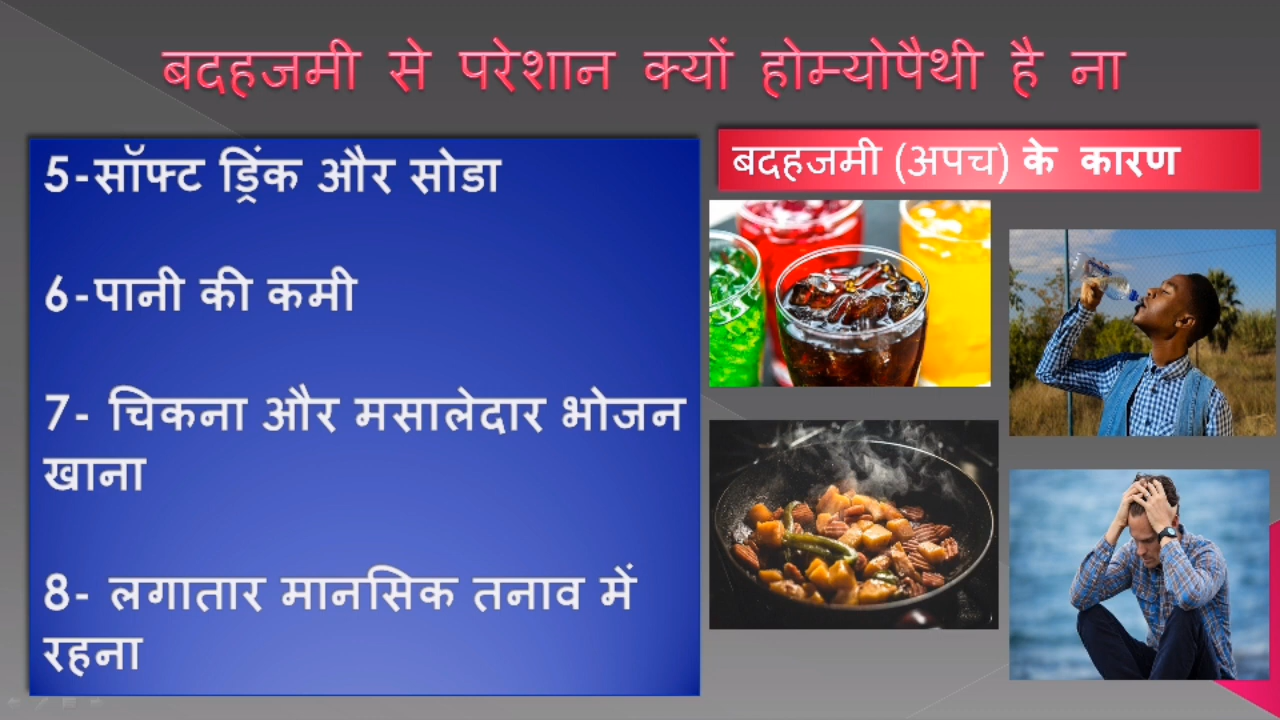 बदहजमी से परेशान क्यों होम्योपैथी है ना
बदहजमी (अपच) के कारण
5-सॉफ्ट ड्रिंक और सोडा
6-पानी की कमी
7- चिकना और मसालेदार भोजन
खाना
8- लगातार मानसिक तनाव में
रहना